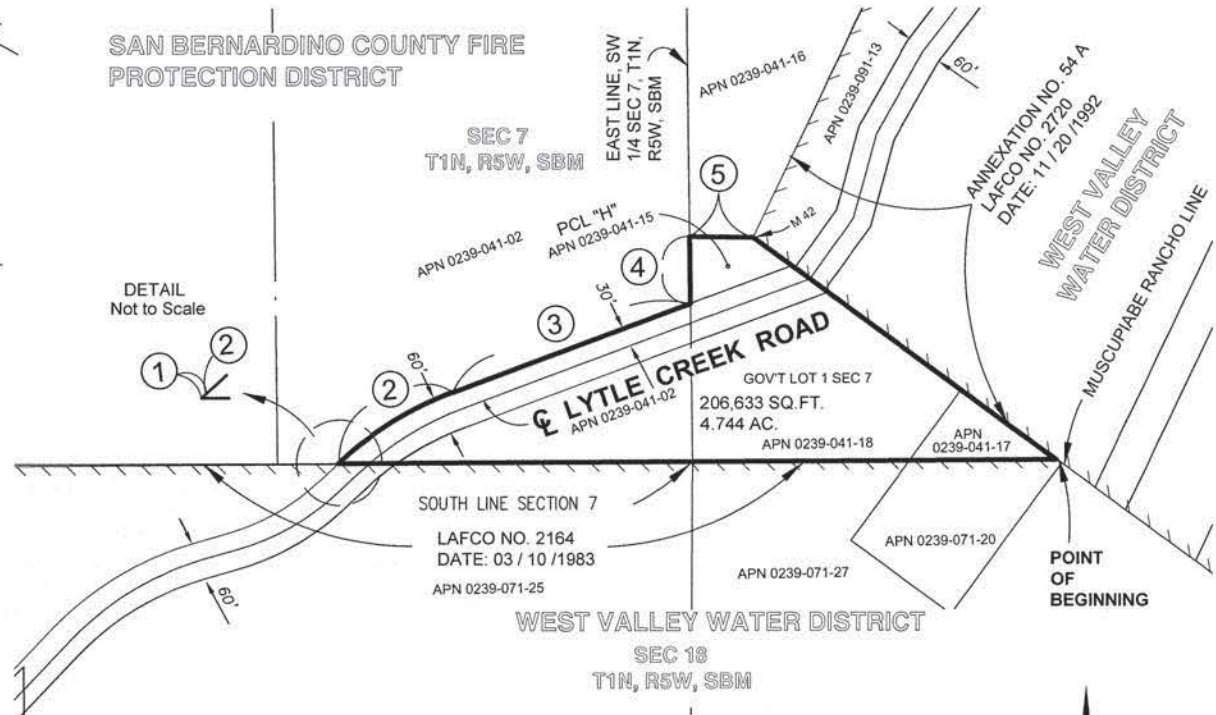 SAN BERNARDINO COUNTY FIRE
PROTECTION DISTRICT
SEC 7
T1N, R5W, SBM
EAST LINE, SW
1/4 SEC 7, T1N,
R5W, SBM
APN 0239-041-16
APN 0239-091-13
60'
ANNEXATION NO. 54 A
LAFCO NO. 2720
DATE: 11 / 20 /1992
WEST VALLEY
WATER DISTRICT
MUSCUPIABE RANCHO LINE
5
M 42
PCL "H"
APN 0239-041-15
APN 0239-041-02
4
DETAIL
Not to Scale
1
2
30'
3
60'
2
℄ LYTLE CREEK ROAD
APN 0239-041-02
GOV'T LOT 1 SEC 7
206,633 SQ.FT.
4.744 AC.
APN 0239-041-18
APN
0239-041-17
SOUTH LINE SECTION 7
LAFCO NO. 2164
DATE: 03 / 10 /1983
APN 0239-071-25
APN 0239-071-27
APN 0239-071-20
POINT
OF
BEGINNING
60'
WEST VALLEY WATER DISTRICT
SEC 18
T1N, R5W, SBM